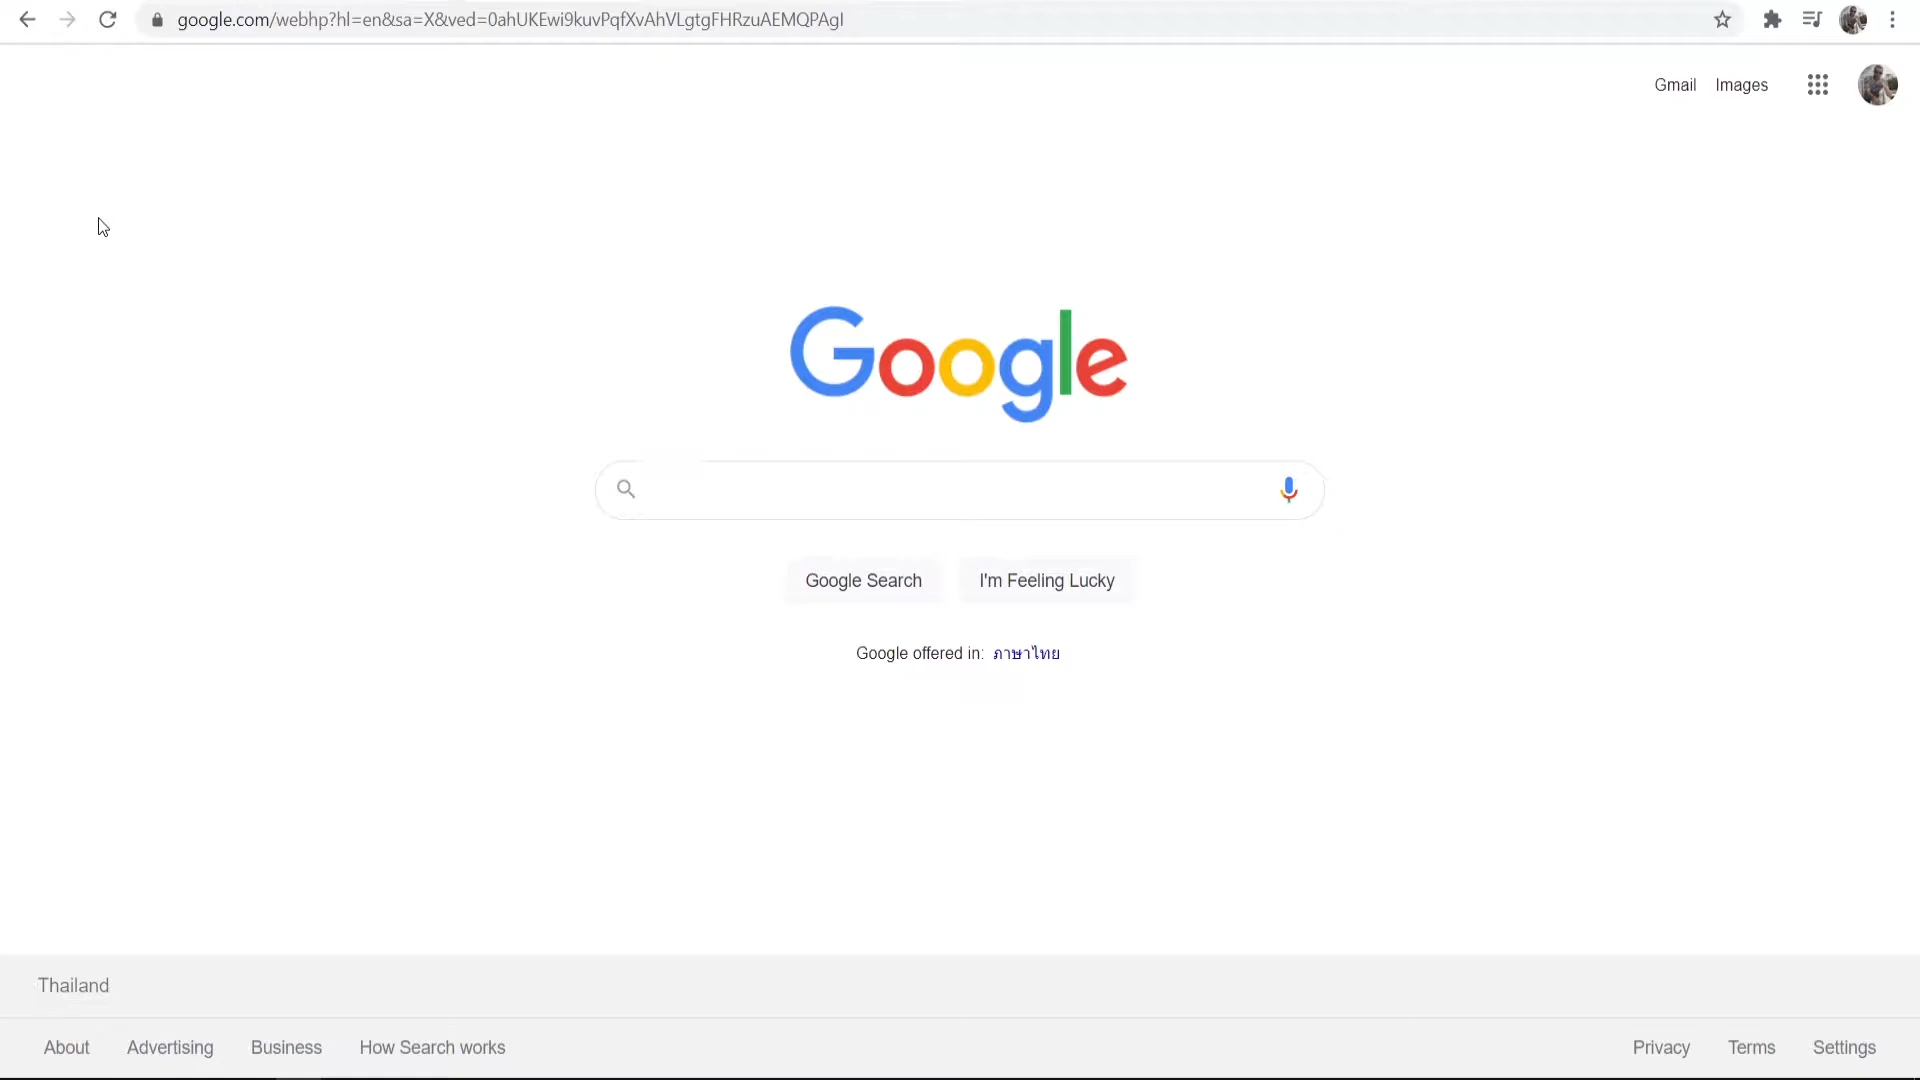 google.com/webhp?hl=en&sa=X&ved=0ahUKEwi9kuvPqfXvAhVLgtgFHRzuAEMQPAgI
Gmail Images
Google
Google Search I'm Feeling Lucky
Google offered in: ภาษาไทย
Thailand
About Advertising Business How Search works Privacy Terms Settings